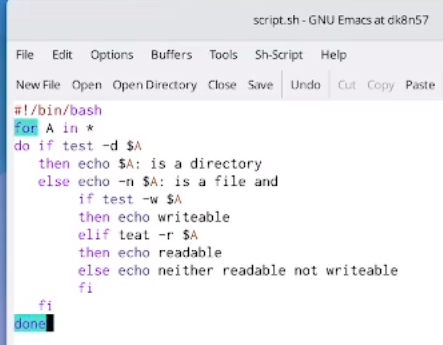 script.sh - GNU Emacs at dk8n57
File Edit Options Buffers Tools Sh-Script Help
New File Open Open Directory Close Save Undo Cut Copy Paste
#!/bin/bash
for A in *
do if test -d $A
then echo $A: is a directory
else echo -n $A: is a file and
if test -w $A
then echo writeable
elif teat -r $A
then echo readable
else echo neither readable not writeable
fi
fi
done